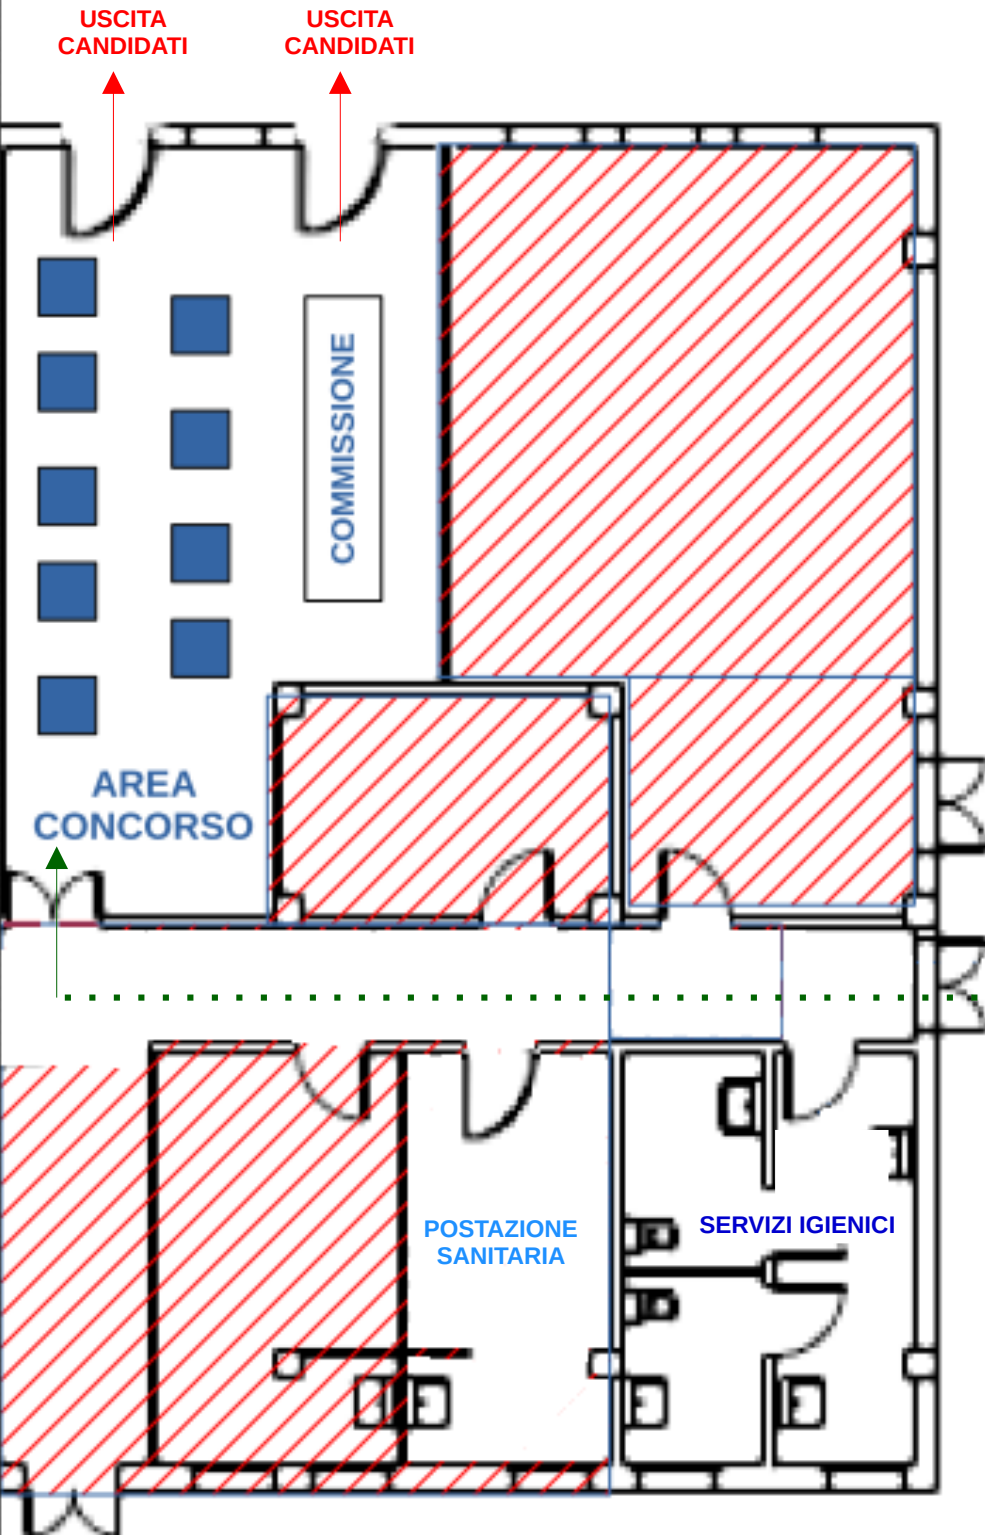 USCITA
CANDIDATI
USCITA
CANDIDATI
COMMISSIONE
AREA
CONCORSO
POSTAZIONE
SANITARIA
SERVIZI IGIENICI